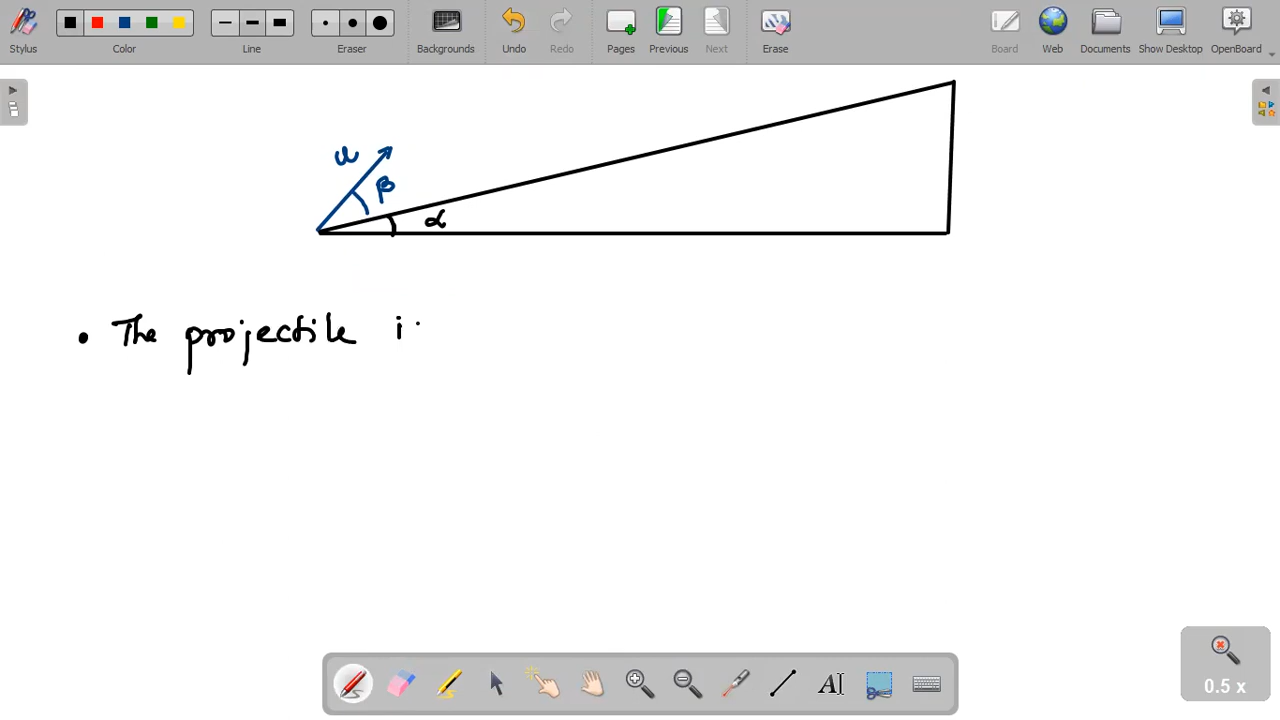 Stylus
Color
Line
Eraser
Backgrounds
Undo
Redo
Pages
Previous
Next
Erase
Board
Web
Documents
Show Desktop
OpenBoard
u
β
α
• The projectile i
AI
0.5 x